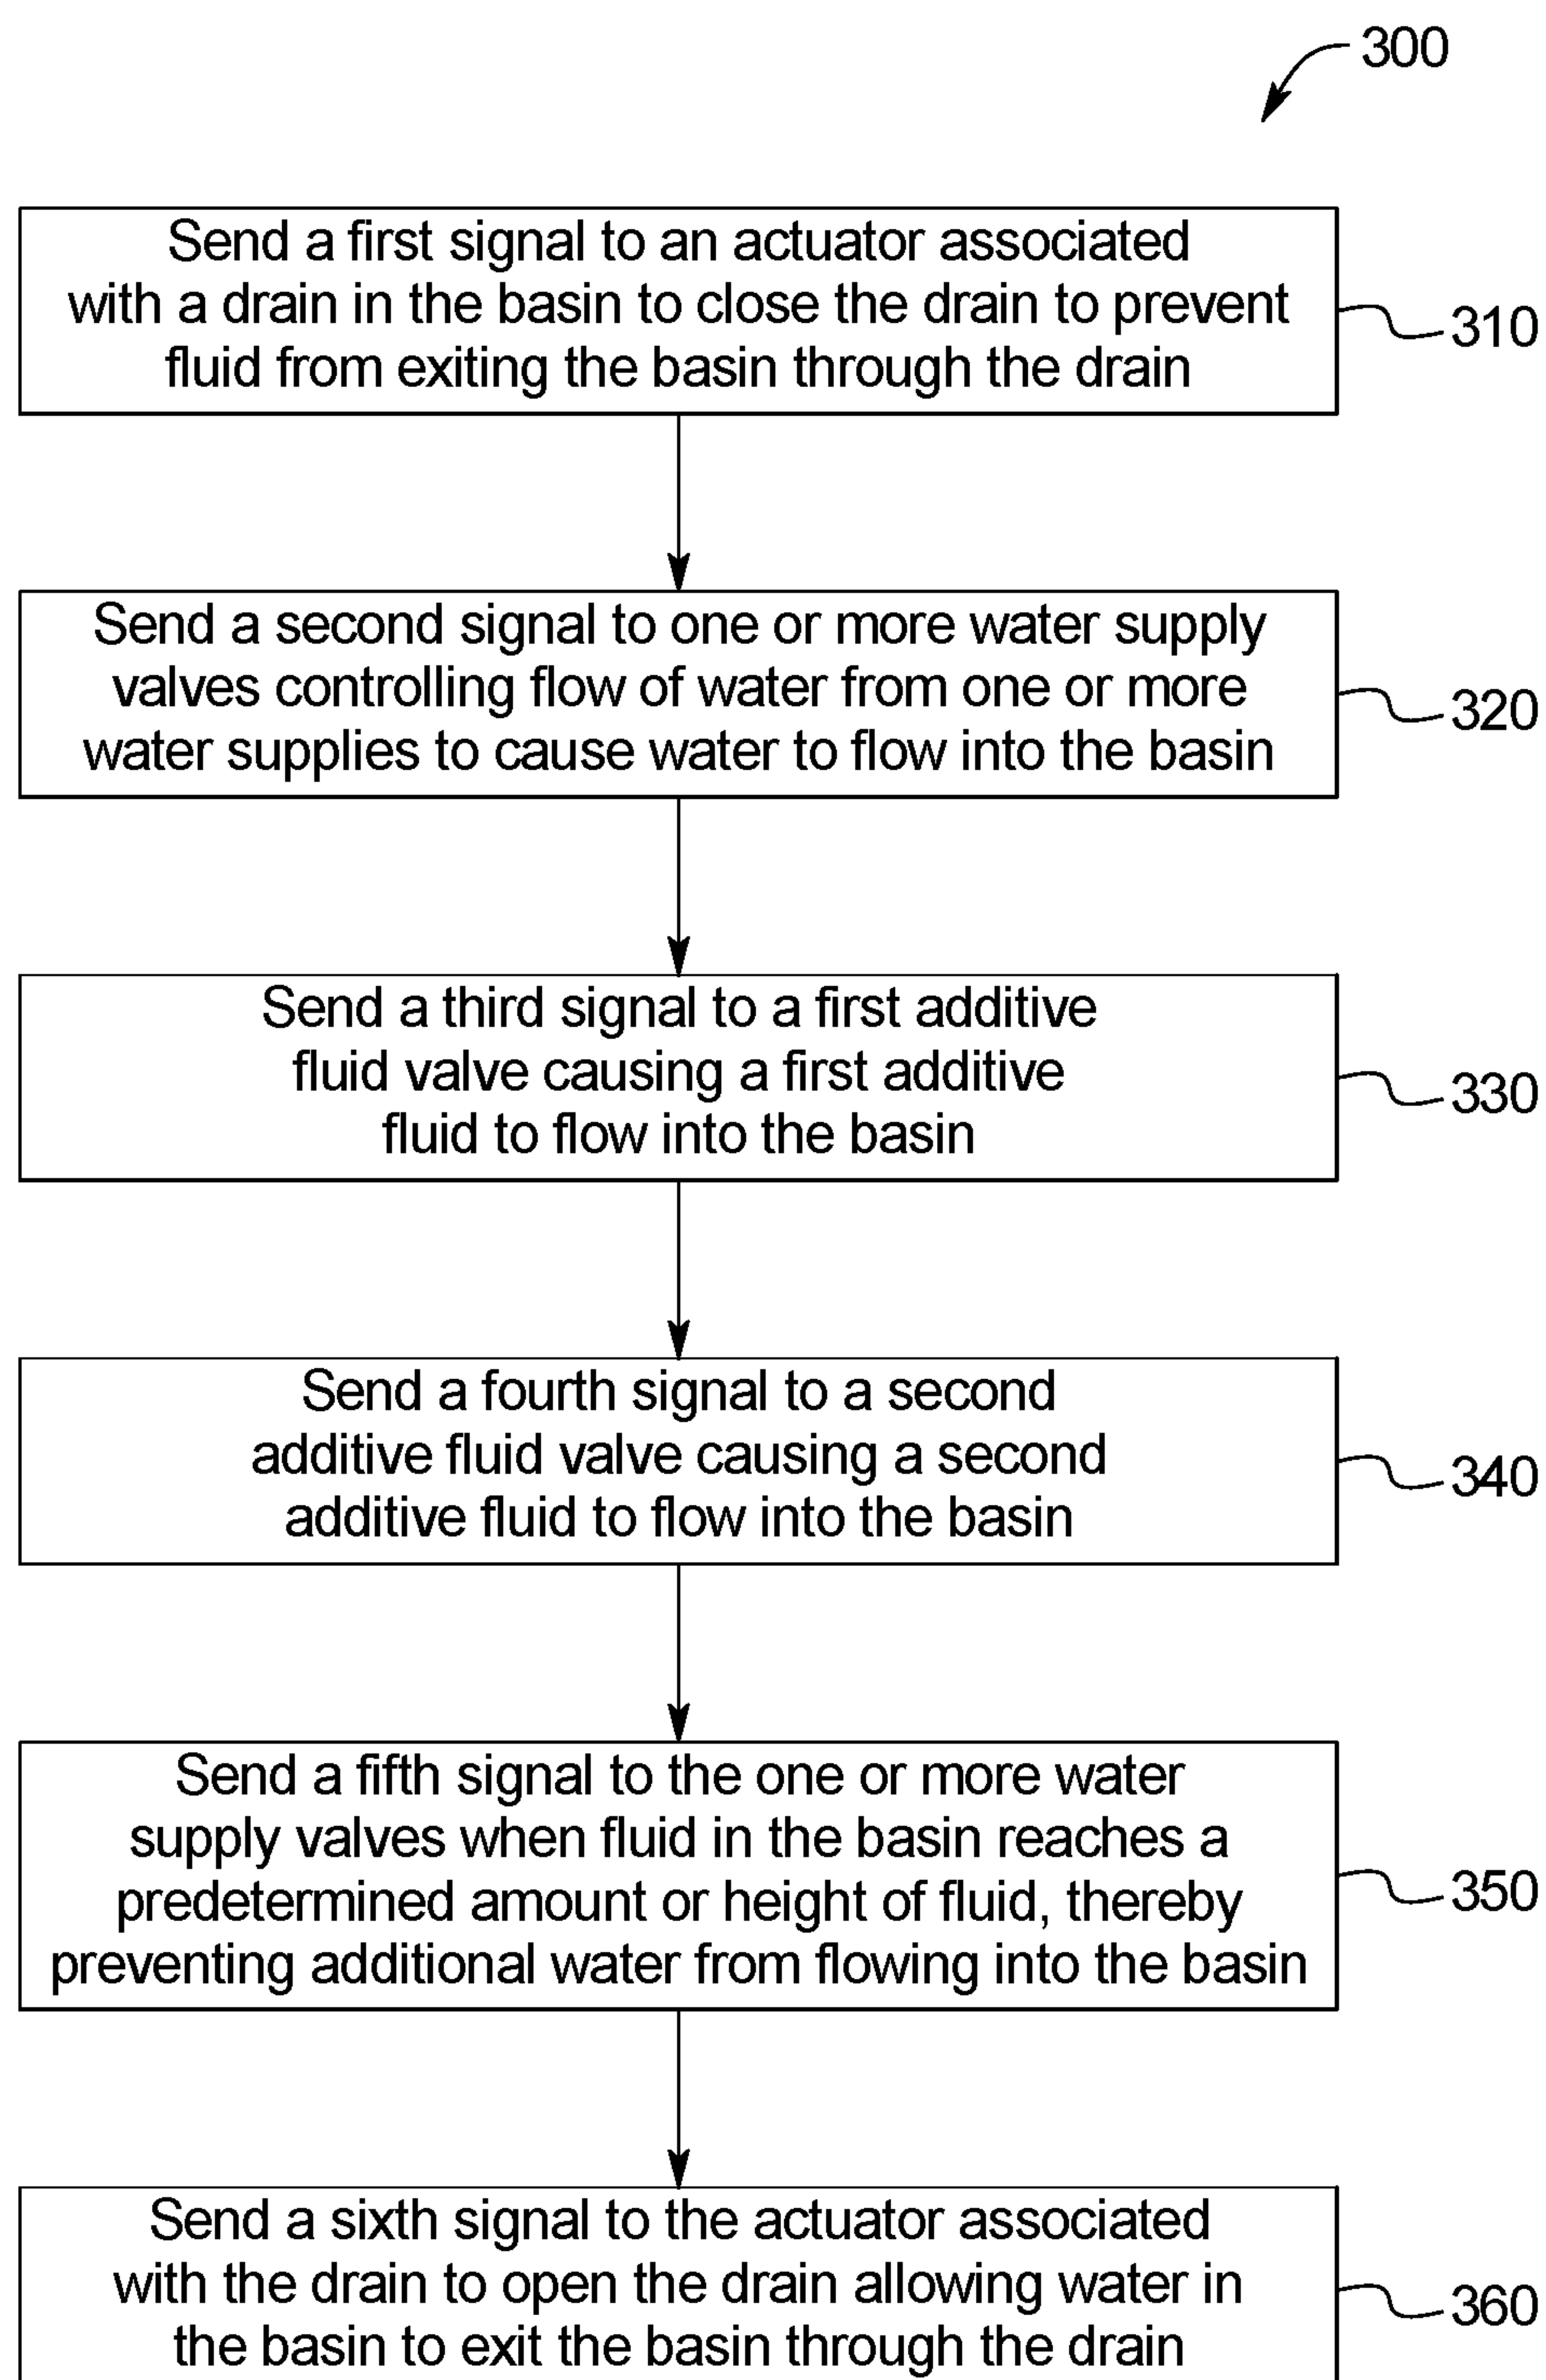 300
Send a first signal to an actuator associated
with a drain in the basin to close the drain to prevent
fluid from exiting the basin through the drain
310
Send a second signal to one or more water supply
valves controlling flow of water from one or more
water supplies to cause water to flow into the basin
320
Send a third signal to a first additive
fluid valve causing a first additive
fluid to flow into the basin
330
Send a fourth signal to a second
additive fluid valve causing a second
additive fluid to flow into the basin
340
Send a fifth signal to the one or more water
supply valves when fluid in the basin reaches a
predetermined amount or height of fluid, thereby
preventing additional water from flowing into the basin
350
Send a sixth signal to the actuator associated
with the drain to open the drain allowing water in
the basin to exit the basin through the drain
360